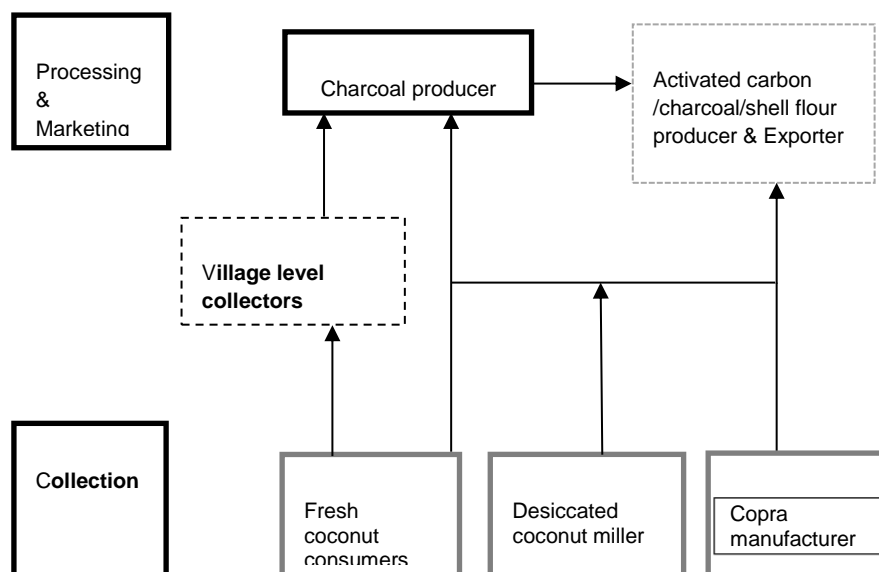 Processing
&
Marketing
Charcoal producer
Activated carbon
/charcoal/shell flour
producer & Exporter
Village level
collectors
Collection
Fresh
coconut
consumers
Desiccated
coconut miller
Copra
manufacturer